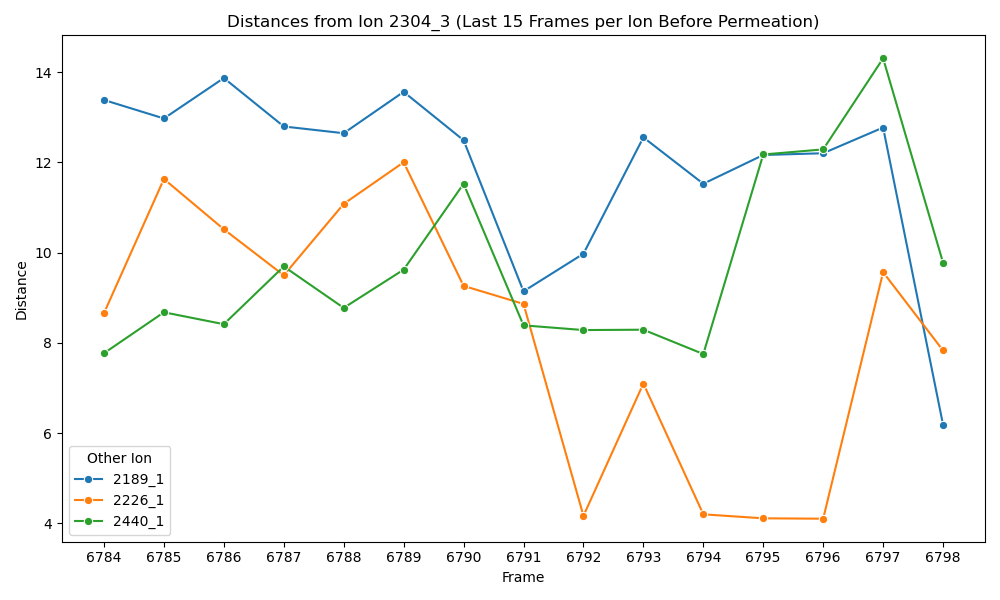 Distances from Ion 2304_3 (Last 15 Frames per Ion Before Permeation)
Distance
14
12
10
8
6
4
Other Ion
2189_1
2226_1
2440_1
6784 6785 6786 6787 6788 6789 6790 6791 6792 6793 6794 6795 6796 6797 6798
Frame